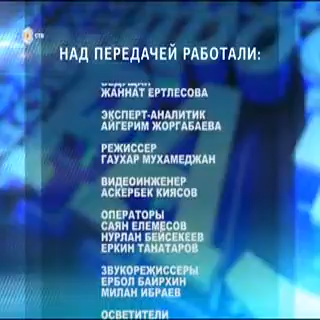 СТВ
НАД ПЕРЕДАЧЕЙ РАБОТАЛИ:
ЖАННАТ ЕРТЛЕСОВА
ЭКСПЕРТ-АНАЛИТИК
АЙГЕРИМ ЖОРГАБАЕВА
РЕЖИССЕР
ГАУХАР МУХАМЕДЖАН
ВИДЕОИНЖЕНЕР
АСКЕРБЕК КИЯСОВ
ОПЕРАТОРЫ
САЯН ЕЛЕМЕСОВ
НУРЛАН БЕЙСЕКЕЕВ
ЕРКИН ТАНАТАРОВ
ЗВУКОРЕЖИССЕРЫ
ЕРБОЛ БАЙРХИН
МИЛАН ИБРАЕВ
ОСВЕТИТЕЛИ